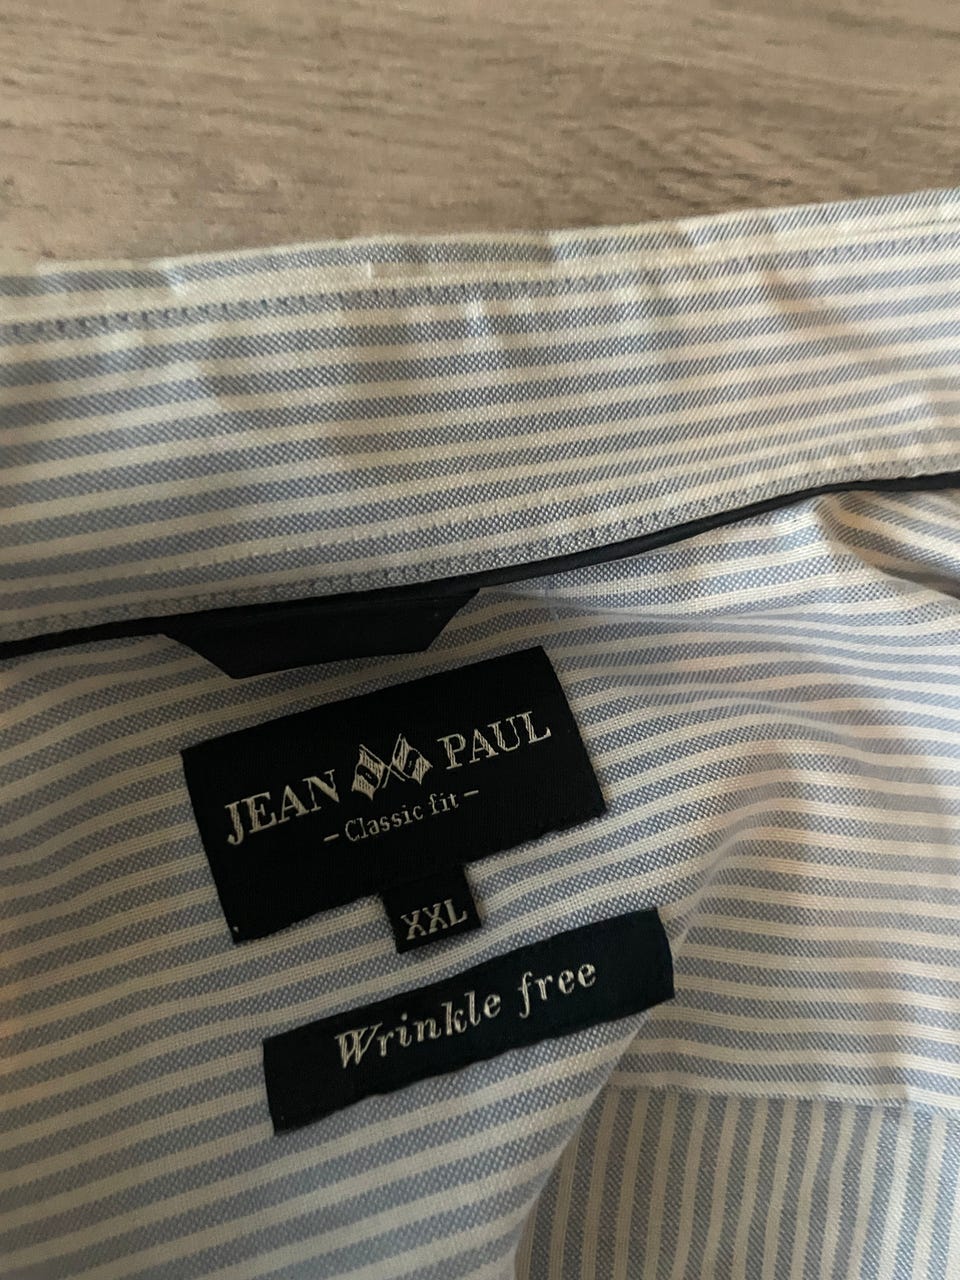 JEAN PAUL
- Classic fit -
XXL
Wrinkle free